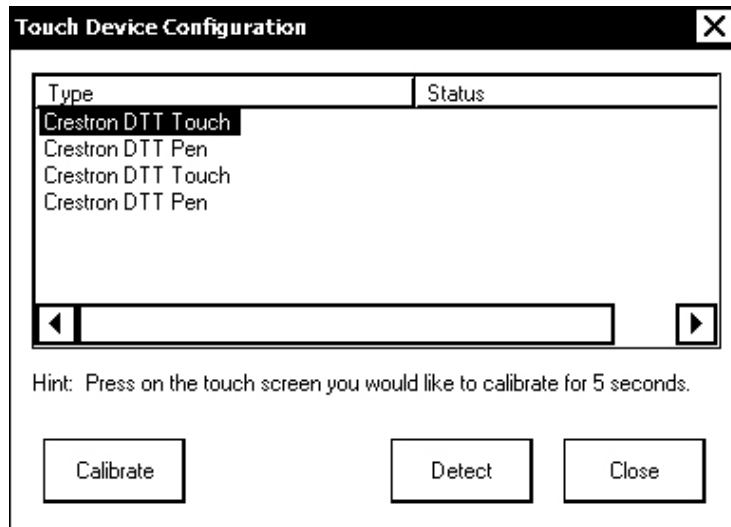 Touch Device Configuration
Type Status
Crestron DTT Touch
Crestron DTT Pen
Crestron DTT Touch
Crestron DTT Pen
Hint: Press on the touch screen you would like to calibrate for 5 seconds.
Calibrate Detect Close